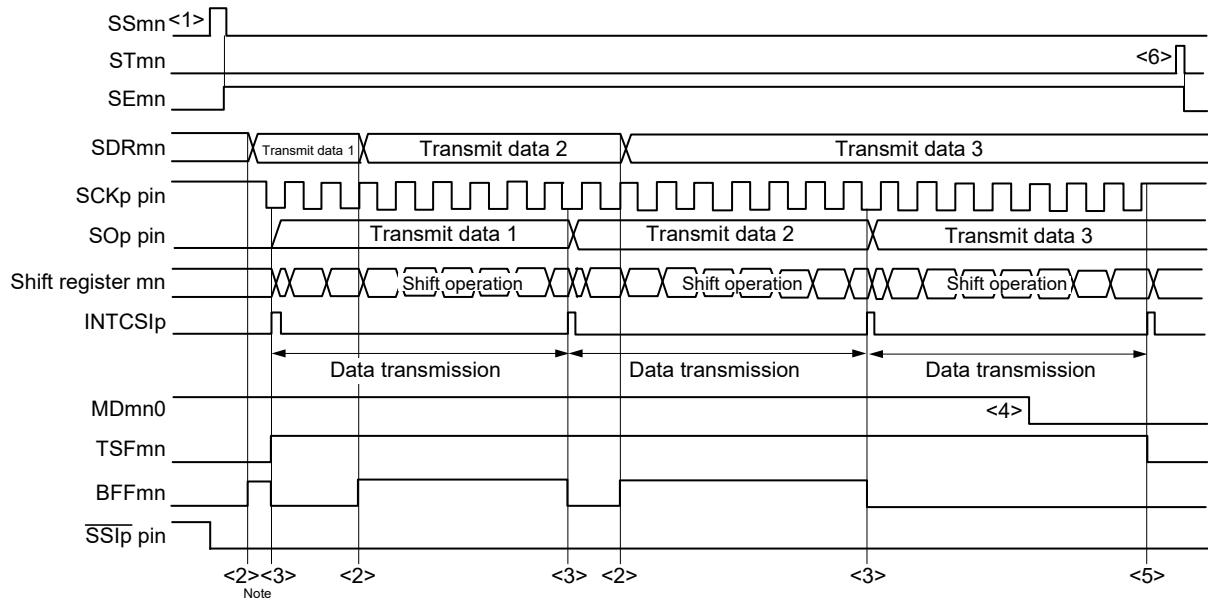 SSmn <1>
STmn <6>
SEmn
SDRmn Transmit data 1 Transmit data 2 Transmit data 3
SCKp pin
SOp pin Transmit data 1 Transmit data 2 Transmit data 3
Shift register mn Shift operation Shift operation Shift operation
INTCSIp
Data transmission Data transmission Data transmission
MDmn0 <4>
TSFmn
BFFmn
SSIp pin
<2> <3> <2> <3> <2> <3> <5>
Note